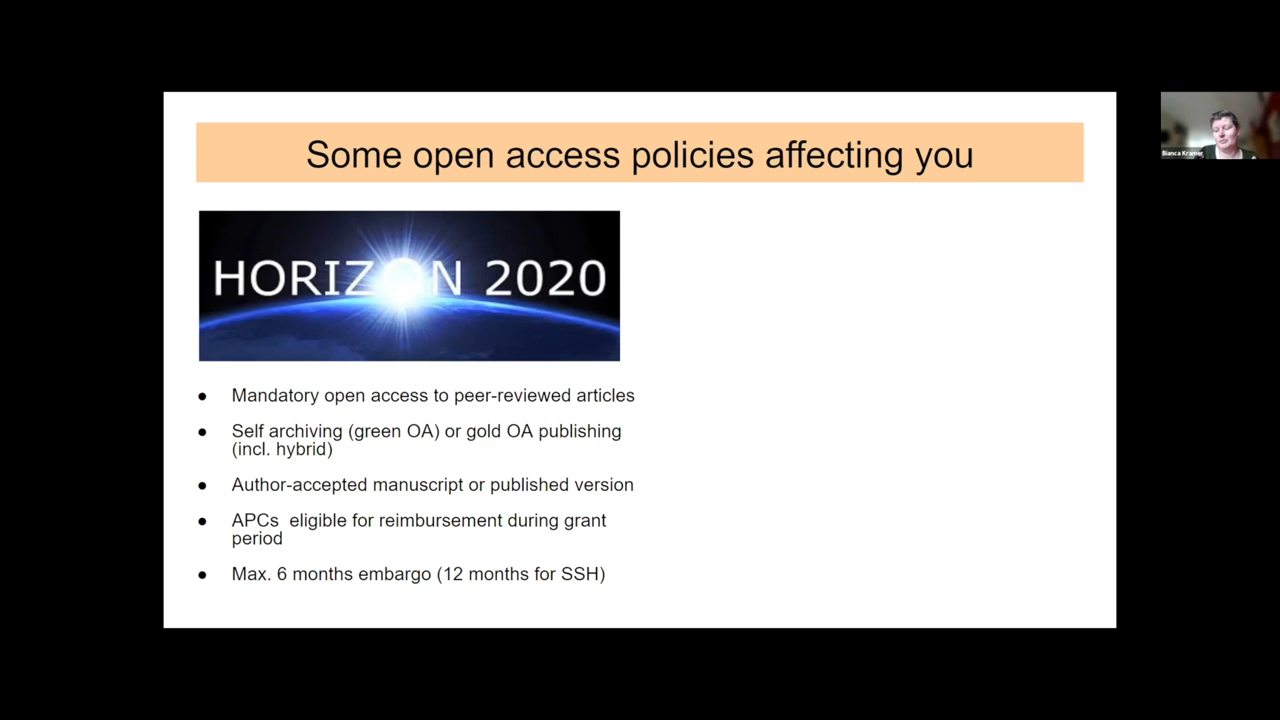 Some open access policies affecting you
HORIZON 2020
● Mandatory open access to peer-reviewed articles
● Self archiving (green OA) or gold OA publishing
(incl. hybrid)
● Author-accepted manuscript or published version
● APCs eligible for reimbursement during grant
period
● Max. 6 months embargo (12 months for SSH)
Bianca Kramer